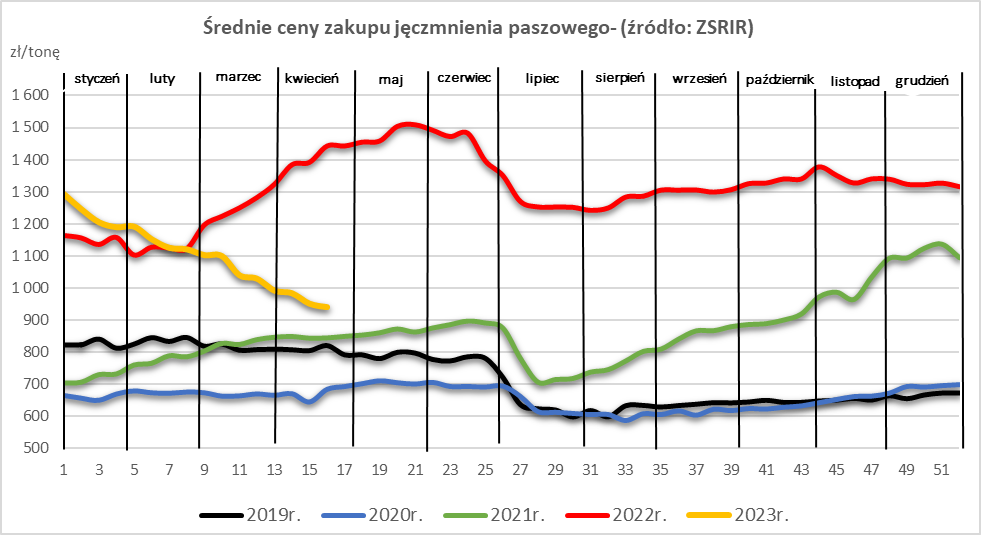 Średnie ceny zakupu jęczmnienia paszowego- (źródło: ZSRIR)
zł/tonę
styczeń luty marzec kwiecień maj czerwiec lipiec sierpień wrzesień październik listopad grudzień
1 600
1 500
1 400
1 300
1 200
1 100
1 000
900
800
700
600
500
1 3 5 7 9 11 13 15 17 19 21 23 25 27 29 31 33 35 37 39 41 43 45 47 49 51
2019r. 2020r. 2021r. 2022r. 2023r.